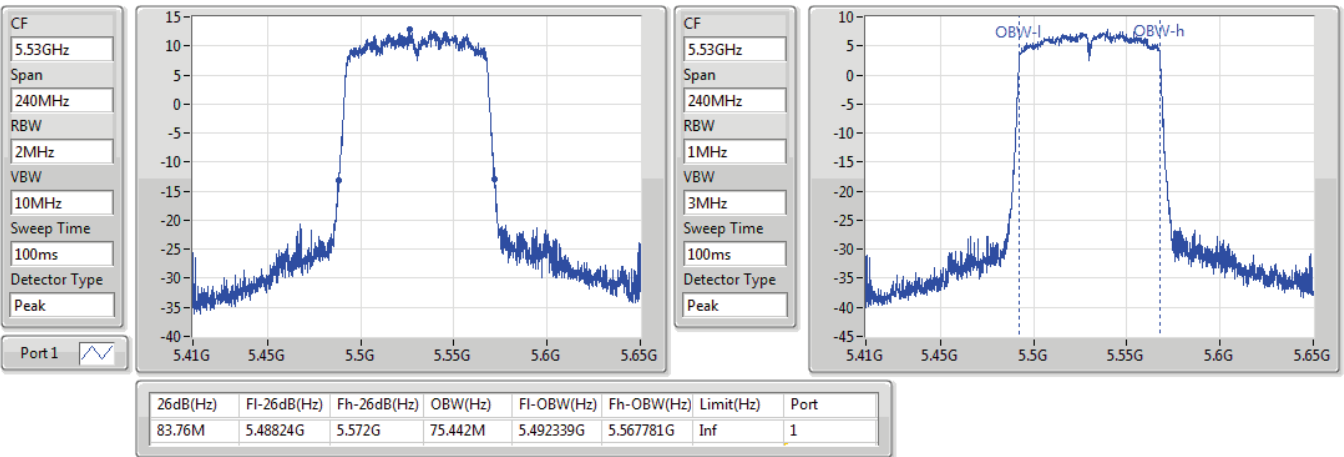 CF
5.53GHz
Span
240MHz
RBW
2MHz
VBW
10MHz
Sweep Time
100ms
Detector Type
Peak
Port 1
15
10
5
0
-5
-10
-15
-20
-25
-30
-35
-40
5.41G 5.45G 5.5G 5.55G 5.6G 5.65G
CF
5.53GHz
Span
240MHz
RBW
1MHz
VBW
3MHz
Sweep Time
100ms
Detector Type
Peak
OBW-l OBW-h
10
5
0
-5
-10
-15
-20
-25
-30
-35
-40
-45
5.41G 5.45G 5.5G 5.55G 5.6G 5.65G
26dB(Hz) Fl-26dB(Hz) Fh-26dB(Hz) OBW(Hz) Fl-OBW(Hz) Fh-OBW(Hz) Limit(Hz) Port
83.76M 5.48824G 5.572G 75.442M 5.492339G 5.567781G Inf 1